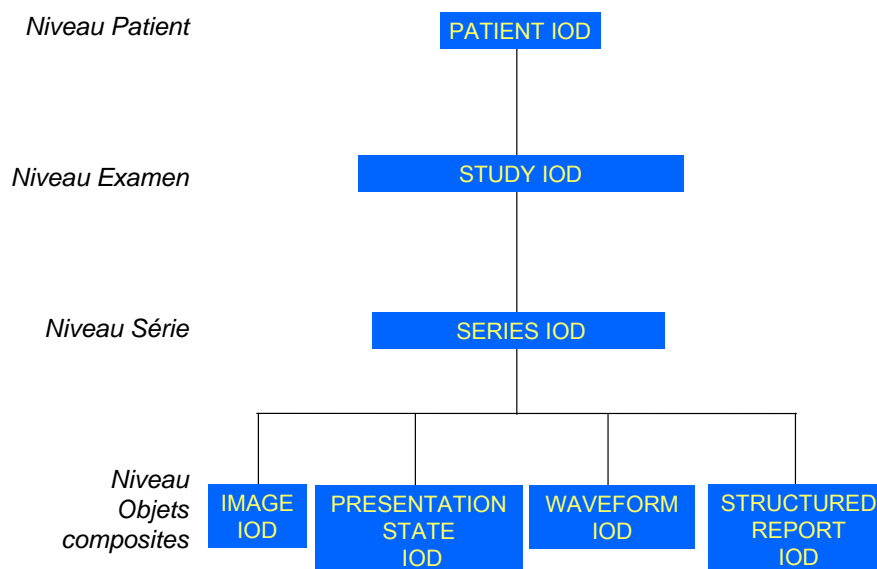 Niveau Patient
PATIENT IOD
Niveau Examen
STUDY IOD
Niveau Série
SERIES IOD
Niveau
Objets
composites
IMAGE
IOD
PRESENTATION
STATE
IOD
WAVEFORM
IOD
STRUCTURED
REPORT
IOD